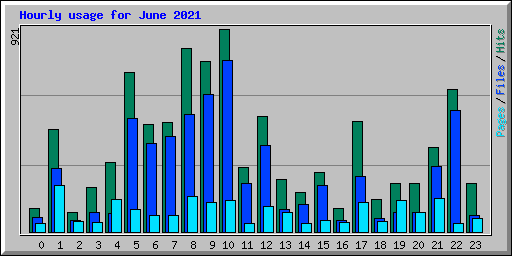 Hourly usage for June 2021
921
Pages/Files/Hits
0 1 2 3 4 5 6 7 8 9 10 11 12 13 14 15 16 17 18 19 20 21 22 23